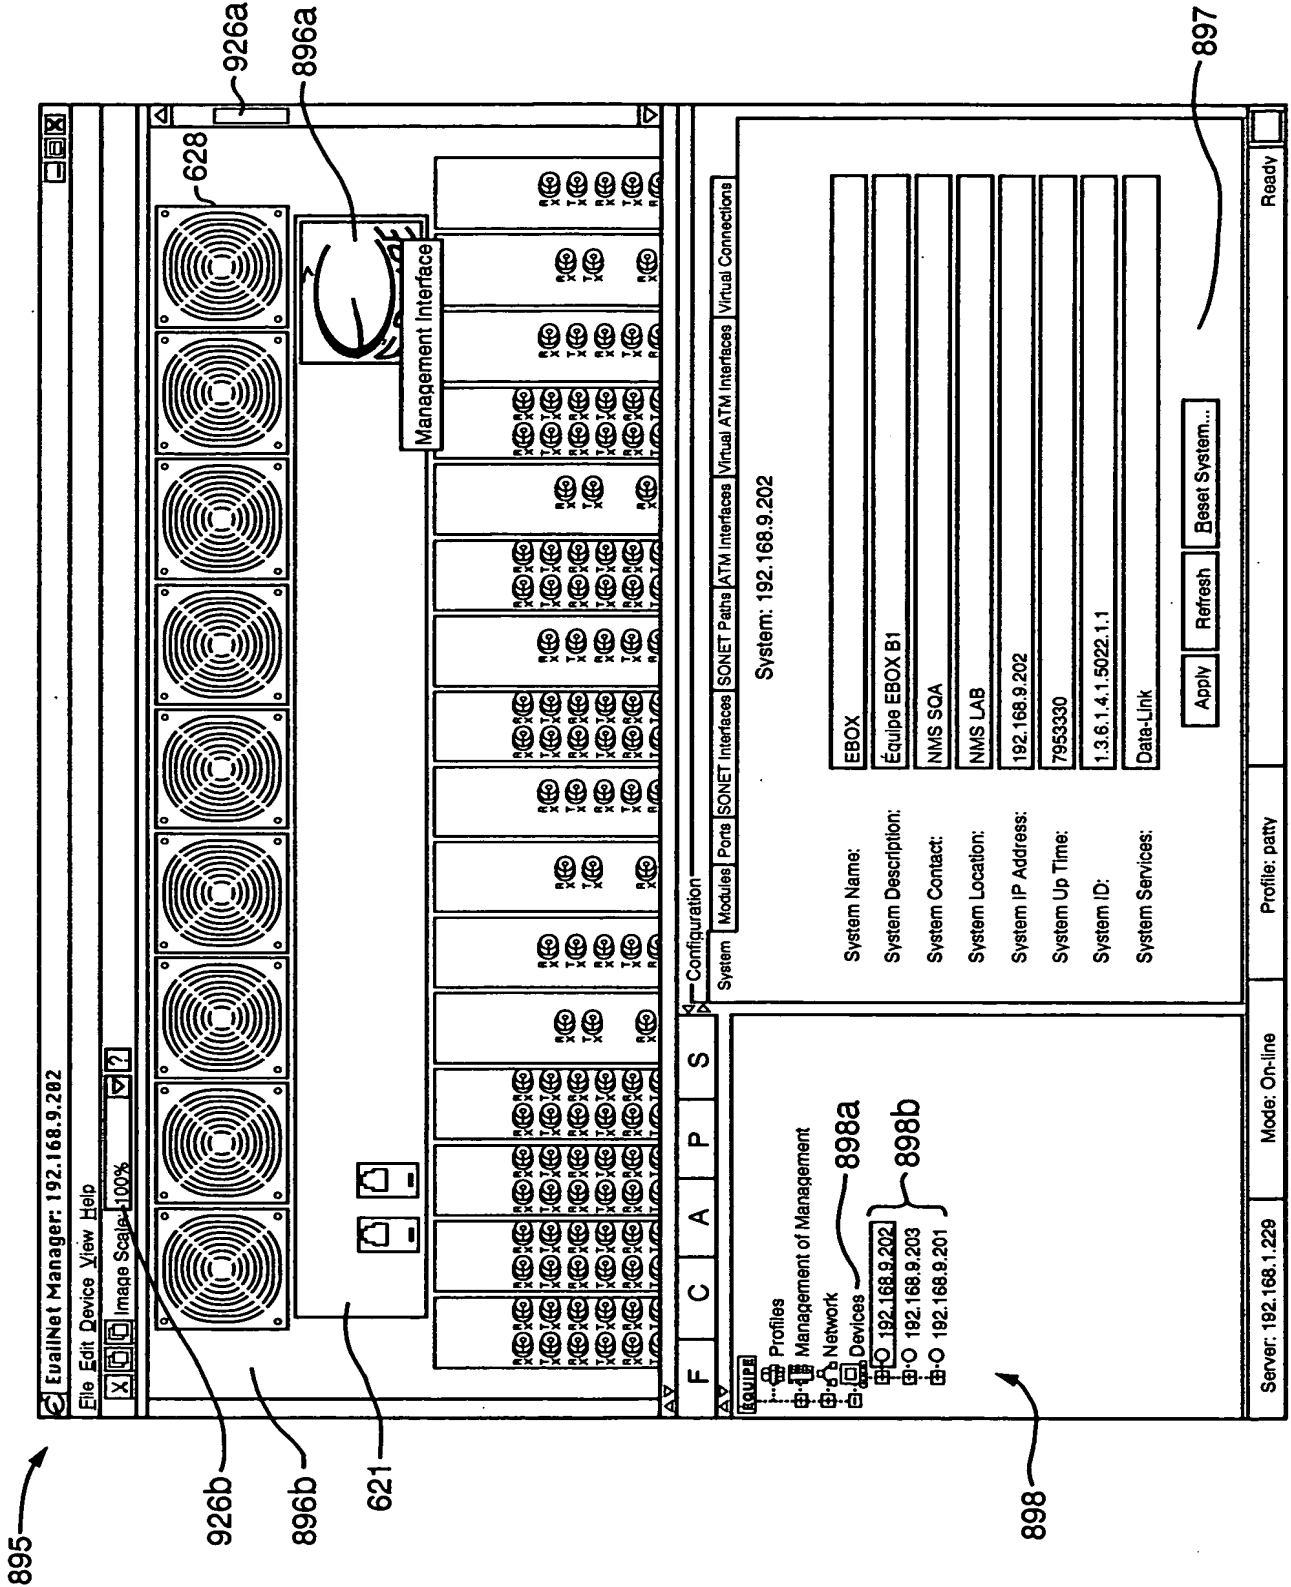 895
EuailNet Manager: 192.168.9.202
File Edit Device View Help
Image Scale: 100% ?
926b
896b
621
628
926a
896a
Management Interface
F C A P S
Configuration
System Modules Ports SONET Interfaces SONET Paths ATM Interfaces Virtual ATM Interfaces Virtual Connections
System: 192.168.9.202
System Name: EBOX
System Description: Équipe EBOX B1
System Contact: NMS SQA
System Location: NMS LAB
System IP Address: 192.168.9.202
System Up Time: 7953330
System ID: 1.3.6.1.4.1.5022.1.1
System Services: Data-Link
Apply Refresh Beset System...
897
EQUIPE
Profiles
Management of Management
Network
Devices
898a
192.168.9.202
192.168.9.203
192.168.9.201
898b
898
Server: 192.168.1.229 Mode: On-line Profile: patty Ready